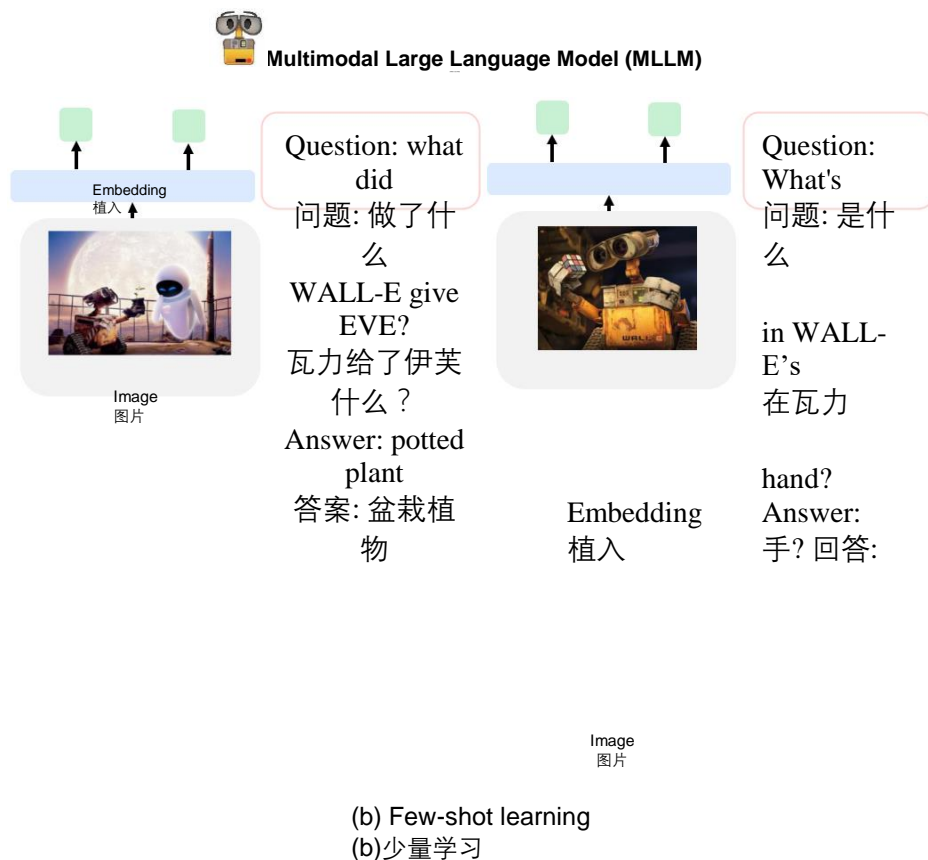 Multimodal Large Language Model (MLLM)
Embedding
植入
Image
图片
Question: what
did
问题: 做了什
么
WALL-E give
EVE?
瓦力给了伊芙
什么？
Answer: potted
plant
答案: 盆栽植
物
WALL•E
Embedding
植入
Image
图片
Question:
What's
问题: 是什
么
in WALL-
E’s
在瓦力
hand?
Answer:
手? 回答:
(b) Few-shot learning
(b)少量学习